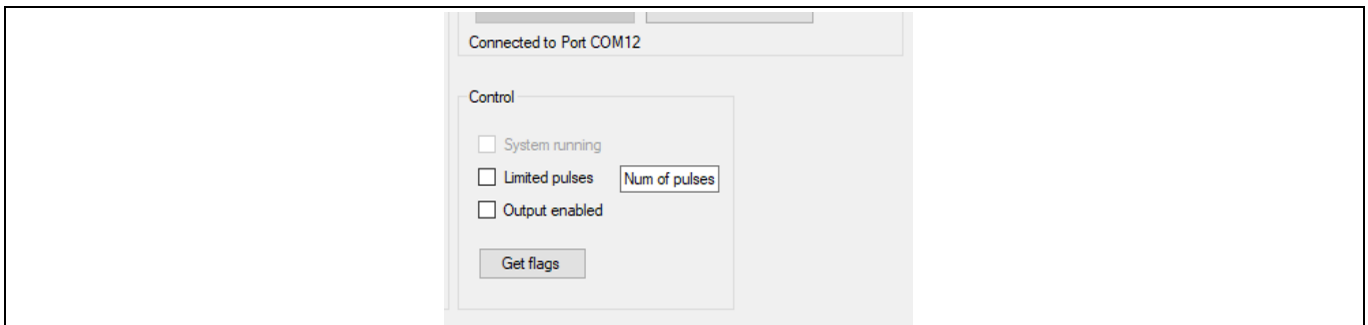 Connected to Port COM12
Control
System running
Limited pulses Num of pulses
Output enabled
Get flags